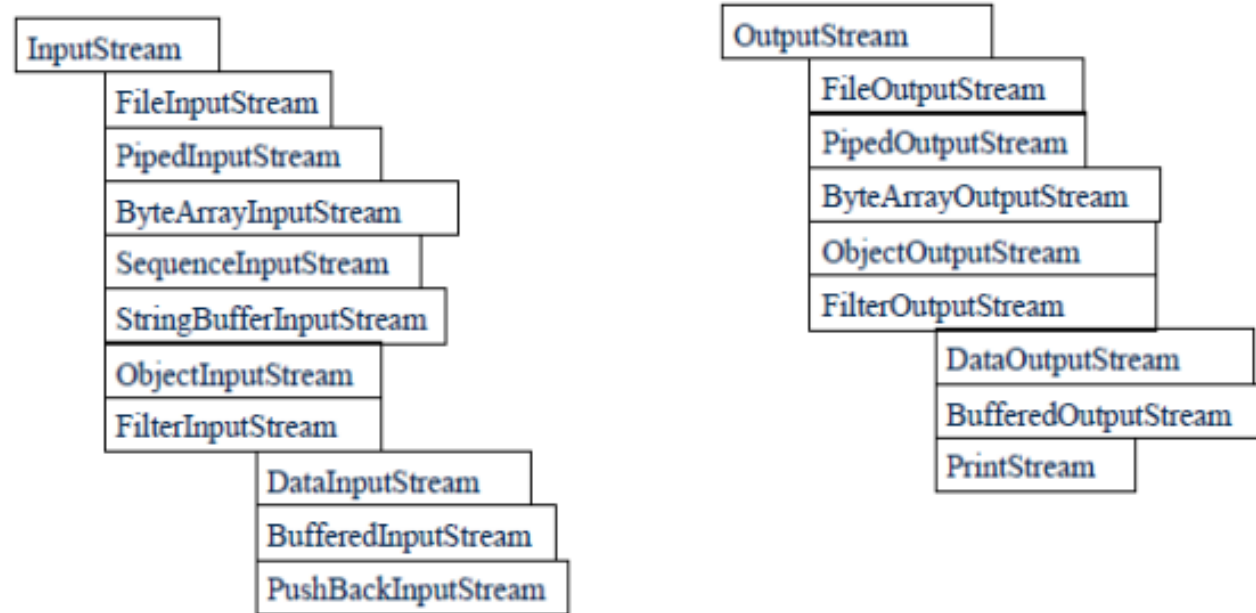 InputStream
FileInputStream
PipedInputStream
ByteArrayInputStream
SequenceInputStream
StringBufferInputStream
ObjectInputStream
FilterInputStream
DataInputStream
BufferedInputStream
PushBackInputStream
OutputStream
FileOutputStream
PipedOutputStream
ByteArrayOutputStream
ObjectOutputStream
FilterOutputStream
DataOutputStream
BufferedOutputStream
PrintStream